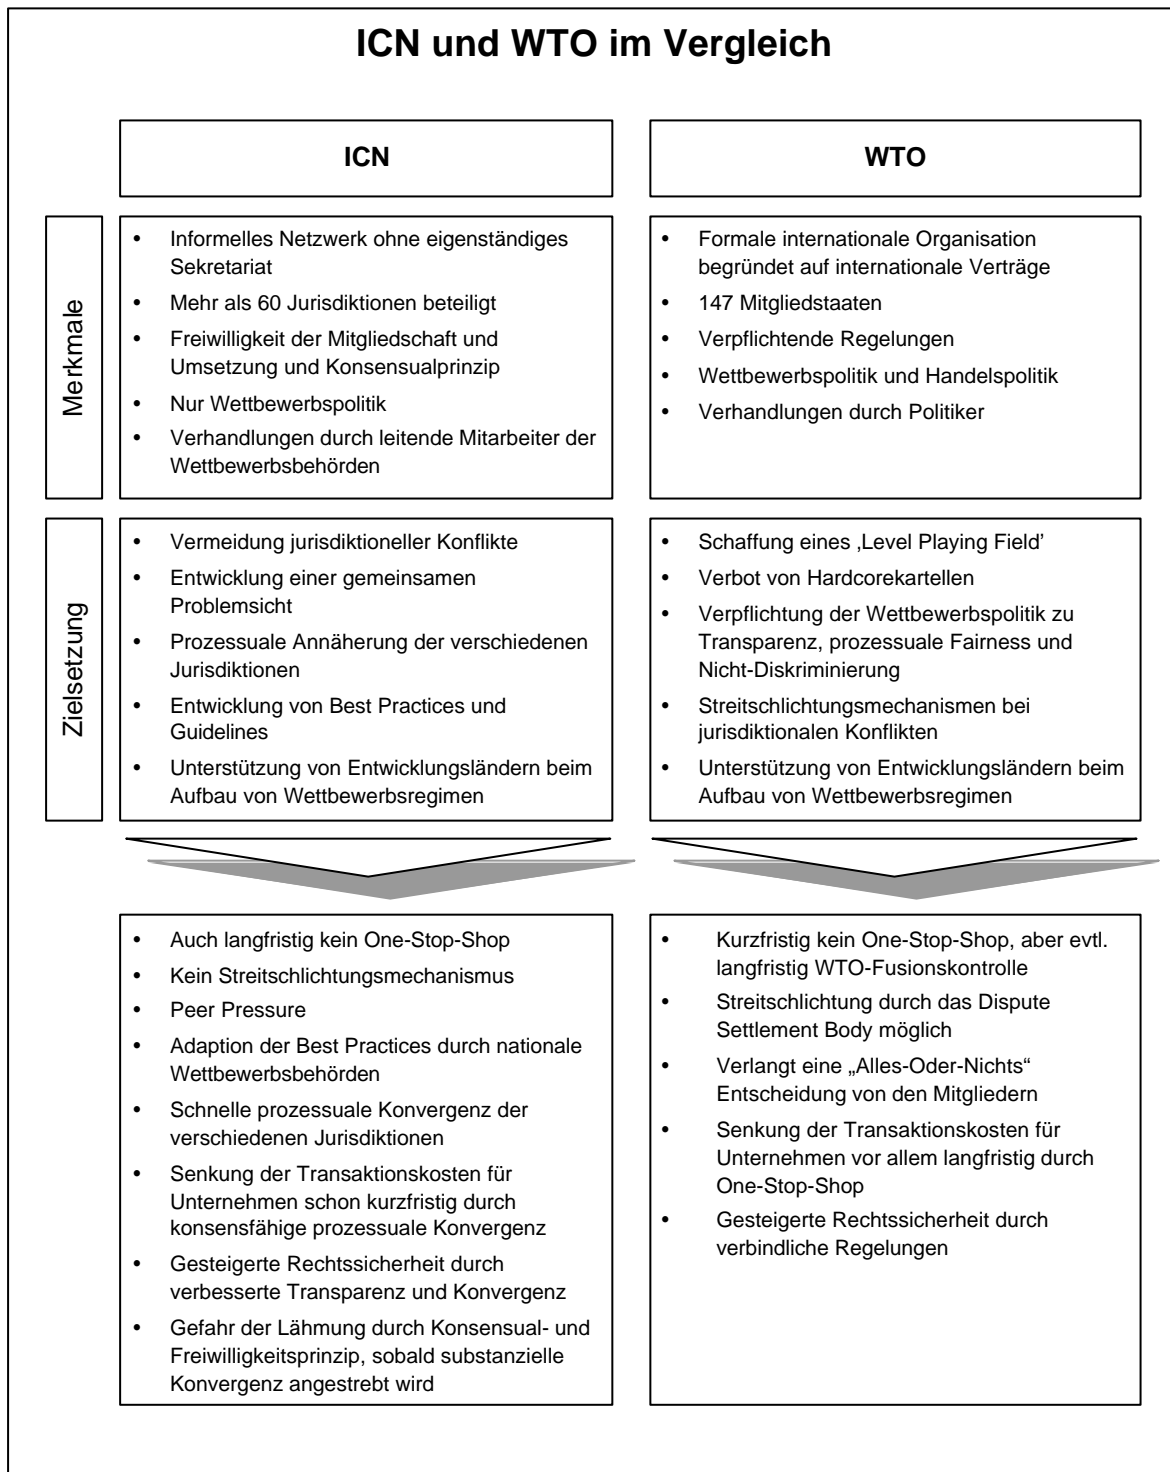 ICN und WTO im Vergleich
ICN
WTO
Merkmale
• Informelles Netzwerk ohne eigenständiges
Sekretariat
• Mehr als 60 Jurisdiktionen beteiligt
• Freiwilligkeit der Mitgliedschaft und
Umsetzung und Konsensualprinzip
• Nur Wettbewerbspolitik
• Verhandlungen durch leitende Mitarbeiter der
Wettbewerbsbehörden
• Formale internationale Organisation
begründet auf internationale Verträge
• 147 Mitgliedstaaten
• Verpflichtende Regelungen
• Wettbewerbspolitik und Handelspolitik
• Verhandlungen durch Politiker
Zielsetzung
• Vermeidung jurisdiktioneller Konflikte
• Entwicklung einer gemeinsamen
Problemsicht
• Prozessuale Annäherung der verschiedenen
Jurisdiktionen
• Entwicklung von Best Practices und
Guidelines
• Unterstützung von Entwicklungsländern beim
Aufbau von Wettbewerbsregimen
• Schaffung eines ‚Level Playing Field’
• Verbot von Hardcorekartellen
• Verpflichtung der Wettbewerbspolitik zu
Transparenz, prozessuale Fairness und
Nicht-Diskriminierung
• Streitschlichtungsmechanismen bei
jurisdiktionalen Konflikten
• Unterstützung von Entwicklungsländern beim
Aufbau von Wettbewerbsregimen
• Auch langfristig kein One-Stop-Shop
• Kein Streitschlichtungsmechanismus
• Peer Pressure
• Adaption der Best Practices durch nationale
Wettbewerbsbehörden
• Schnelle prozessuale Konvergenz der
verschiedenen Jurisdiktionen
• Senkung der Transaktionskosten für
Unternehmen schon kurzfristig durch
konsensfähige prozessuale Konvergenz
• Gesteigerte Rechtssicherheit durch
verbesserte Transparenz und Konvergenz
• Gefahr der Lähmung durch Konsensual- und
Freiwilligkeitsprinzip, sobald substanzielle
Konvergenz angestrebt wird
• Kurzfristig kein One-Stop-Shop, aber evtl.
langfristig WTO-Fusionskontrolle
• Streitschlichtung durch das Dispute
Settlement Body möglich
• Verlangt eine „Alles-Oder-Nichts“
Entscheidung von den Mitgliedern
• Senkung der Transaktionskosten für
Unternehmen vor allem langfristig durch
One-Stop-Shop
• Gesteigerte Rechtssicherheit durch
verbindliche Regelungen